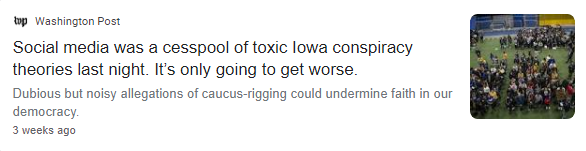 wp Washington Post
Social media was a cesspool of toxic Iowa conspiracy
theories last night. It's only going to get worse.
Dubious but noisy allegations of caucus-rigging could undermine faith in our
democracy.
3 weeks ago